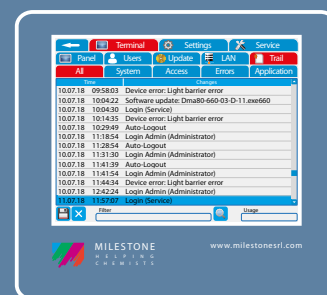 Terminal Settings Service
Panel Users Update LAN Trail
All System Access Errors Application
Time Changes
10.07.18 09:58:03 Device error: Light barrier error
10.07.18 10:04:22 Software update: Dma80-660-03-D-11.exe660
10.07.18 10:04:30 Login (Service)
10.07.18 10:14:35 Device error: Light barrier error
10.07.18 10:29:49 Auto-Logout
10.07.18 11:18:54 Login Admin (Administrator)
10.07.18 11:28:54 Auto-Logout
10.07.18 11:31:30 Login Admin (Administrator)
10.07.18 11:41:39 Auto-Logout
10.07.18 11:41:54 Login Admin (Administrator)
10.07.18 11:44:34 Device error: Light barrier error
10.07.18 12:42:24 Login Admin (Administrator)
11.07.18 11:57:07 Login (Service)
Filter Usage
MILESTONE www.milestonesrl.com
HELPING
CHEMISTS